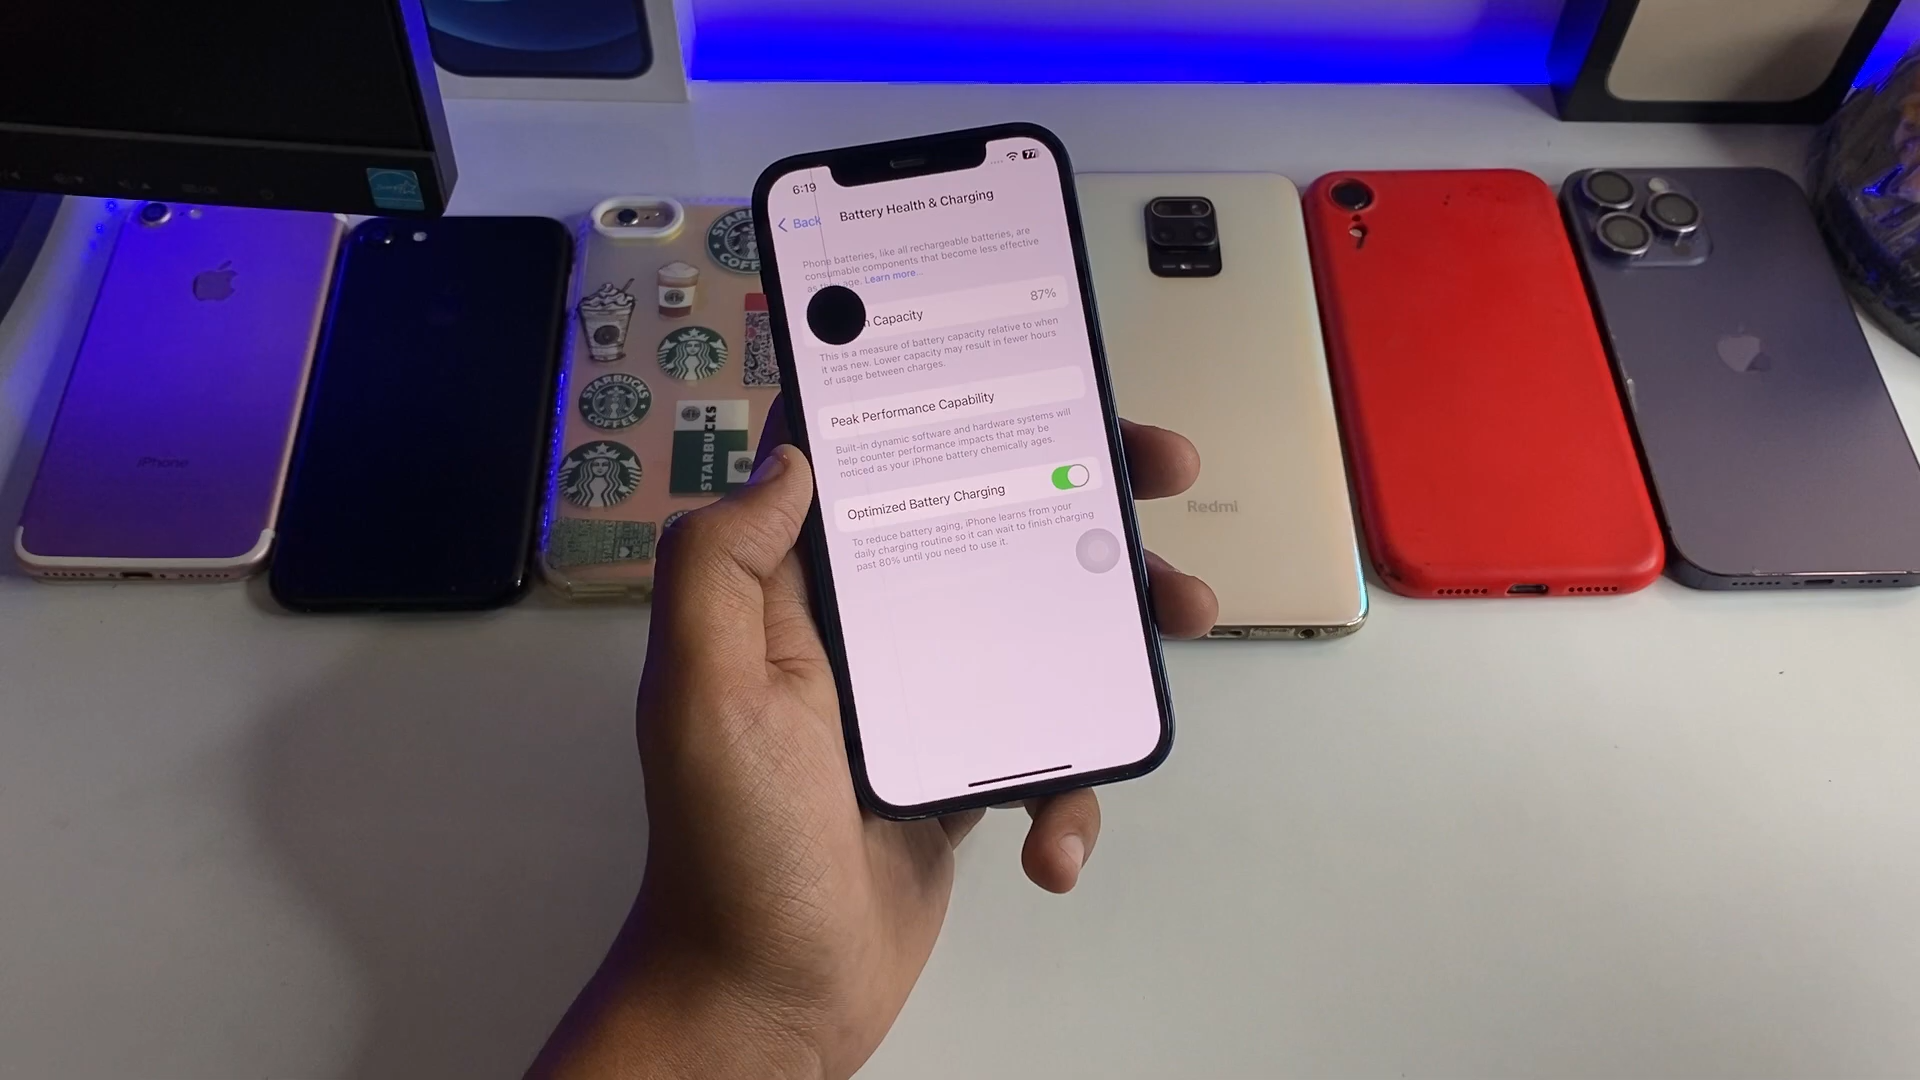 6:19
77
Back
Battery Health & Charging
Phone batteries, like all rechargeable batteries, are
consumable components that become less effective
as they age. Learn more...
Capacity
87%
This is a measure of battery capacity relative to when
it was new. Lower capacity may result in fewer hours
of usage between charges.
Peak Performance Capability
Built-in dynamic software and hardware systems will
help counter performance impacts that may be
noticed as your iPhone battery chemically ages.
Optimized Battery Charging
To reduce battery aging, iPhone learns from your
daily charging routine so it can wait to finish charging
past 80% until you need to use it.
iPhone
STARBUCKS
COFFEE
STARBUCKS
Redmi